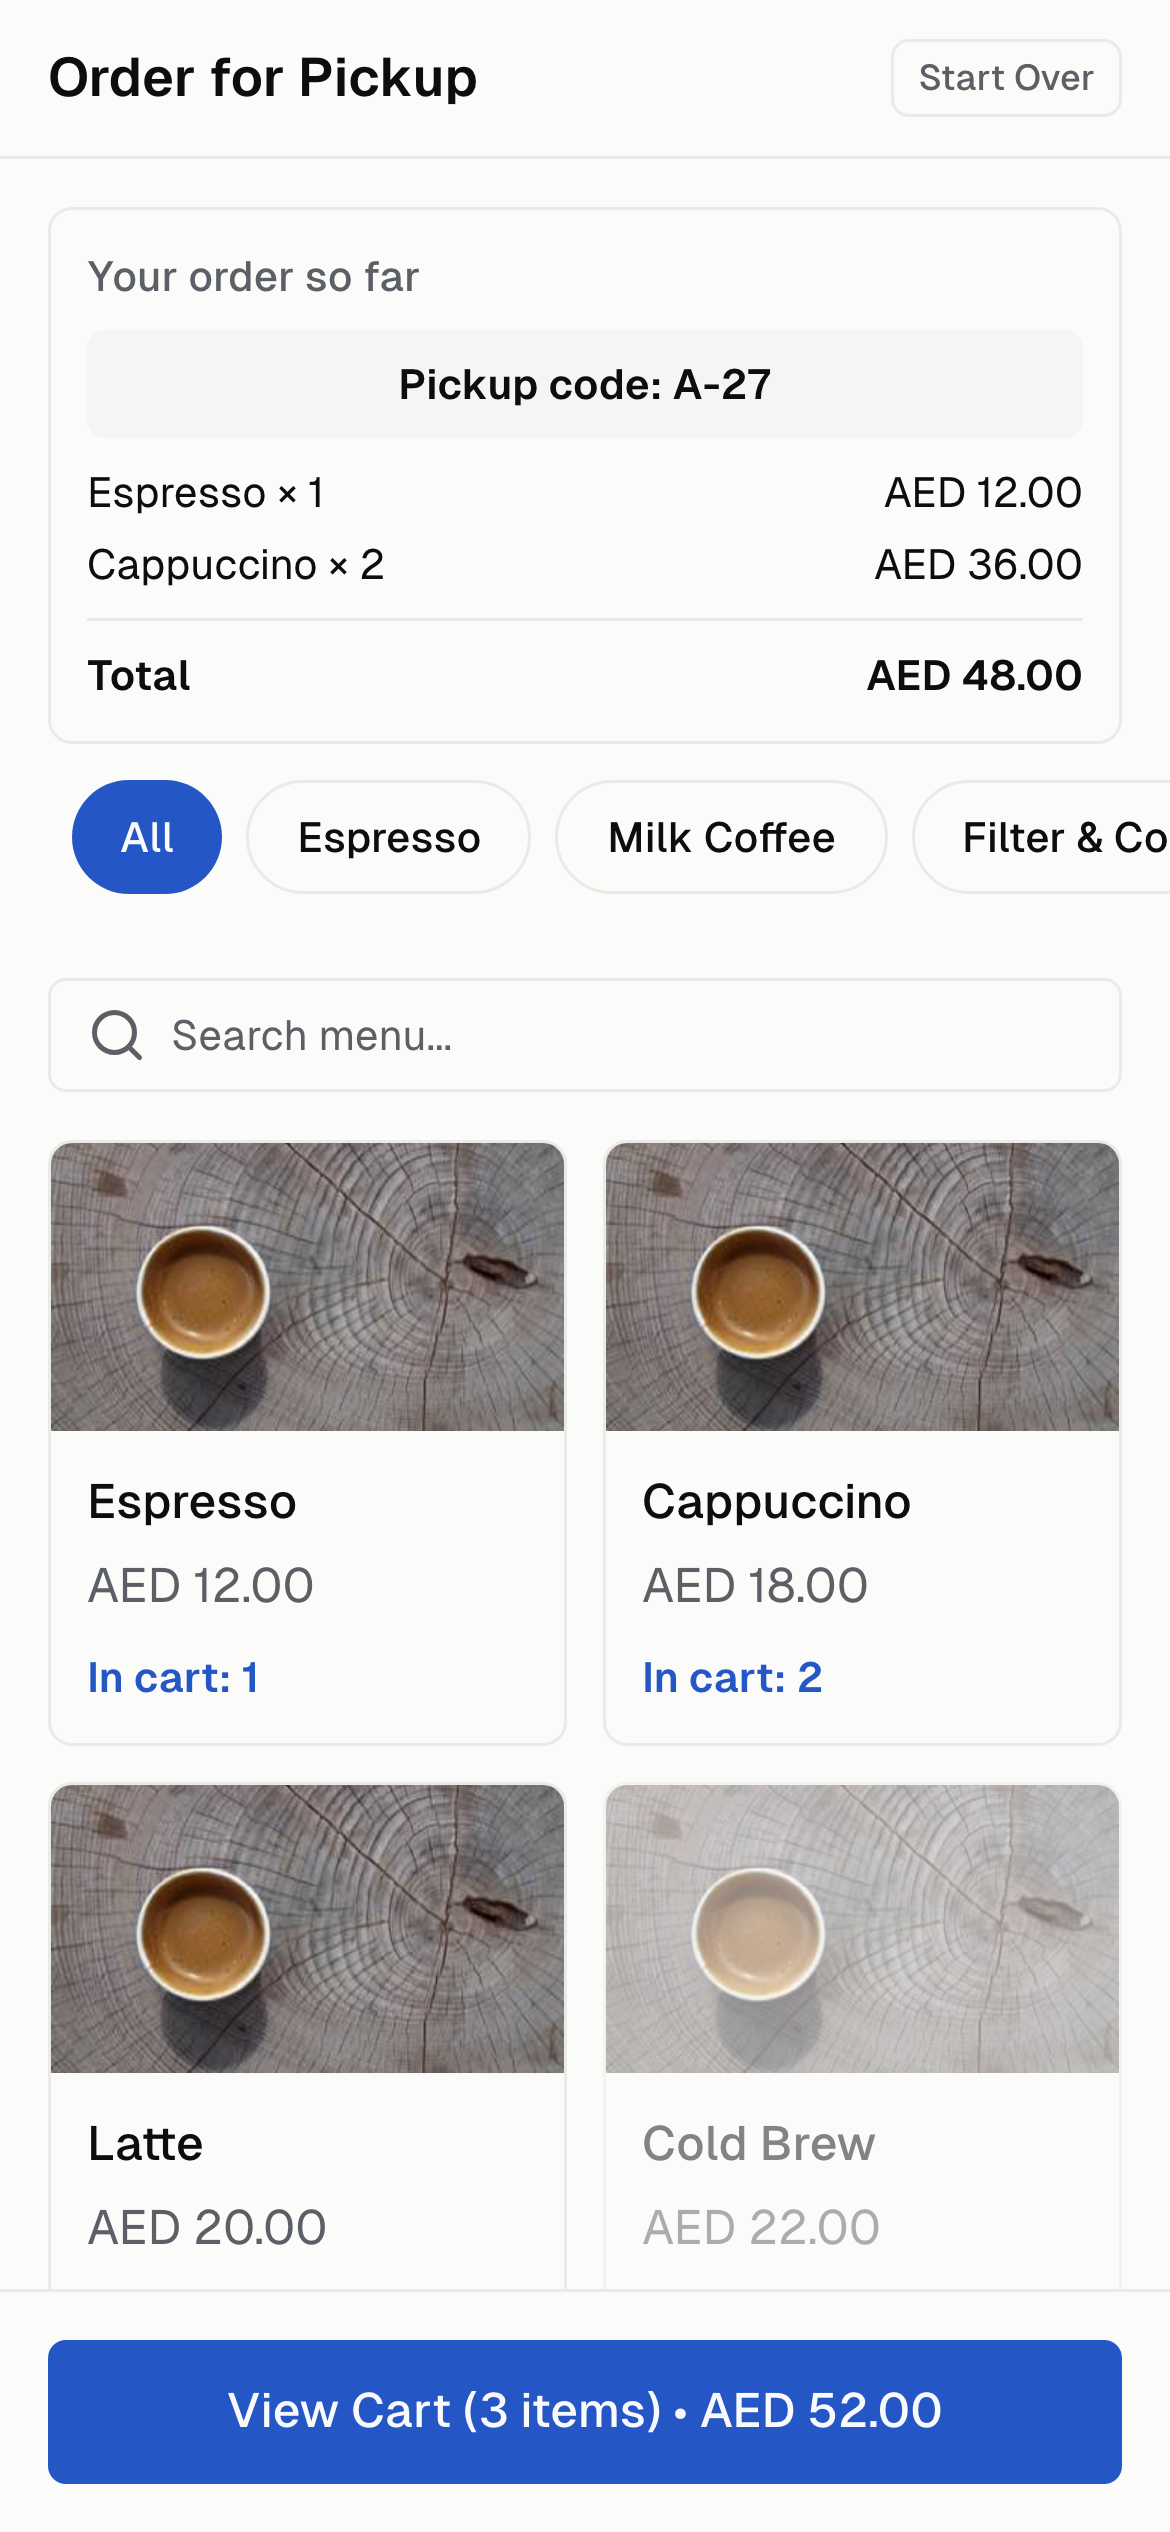 Order for Pickup
Start Over
Your order so far
Pickup code: A-27
Espresso × 1 AED 12.00
Cappuccino × 2 AED 36.00
Total AED 48.00
All Espresso Milk Coffee Filter & Co
Search menu...
Espresso
AED 12.00
In cart: 1
Cappuccino
AED 18.00
In cart: 2
Latte
AED 20.00
Cold Brew
AED 22.00
View Cart (3 items) • AED 52.00